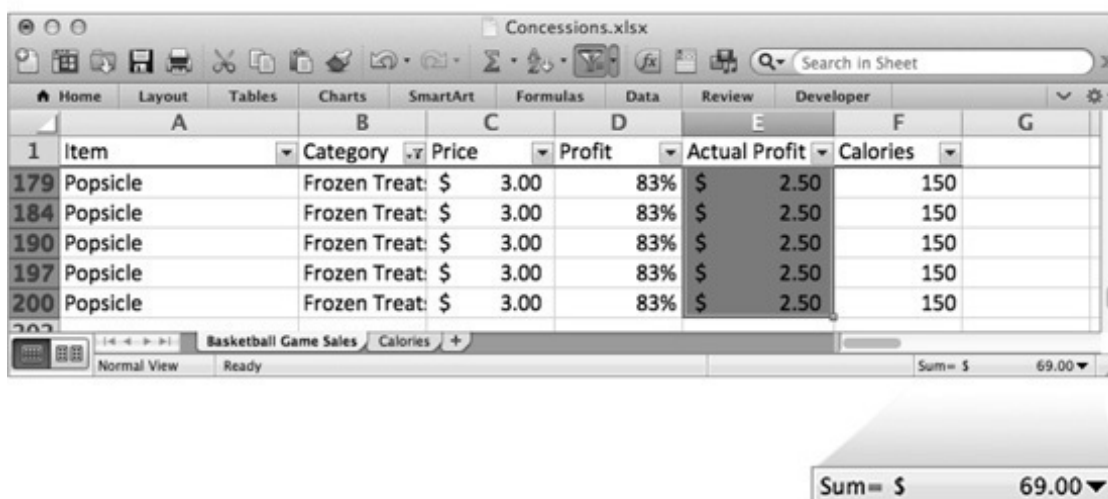 Concessions.xlsx
Search in Sheet
Home Layout Tables Charts SmartArt Formulas Data Review Developer
A B C D E F G
1 Item Category Price Profit Actual Profit Calories
179 Popsicle Frozen Treat $ 3.00 83% $ 2.50 150
184 Popsicle Frozen Treat $ 3.00 83% $ 2.50 150
190 Popsicle Frozen Treat $ 3.00 83% $ 2.50 150
197 Popsicle Frozen Treat $ 3.00 83% $ 2.50 150
200 Popsicle Frozen Treat $ 3.00 83% $ 2.50 150
Basketball Game Sales Calories +
Normal View Ready Sum= $ 69.00
Sum= $ 69.00